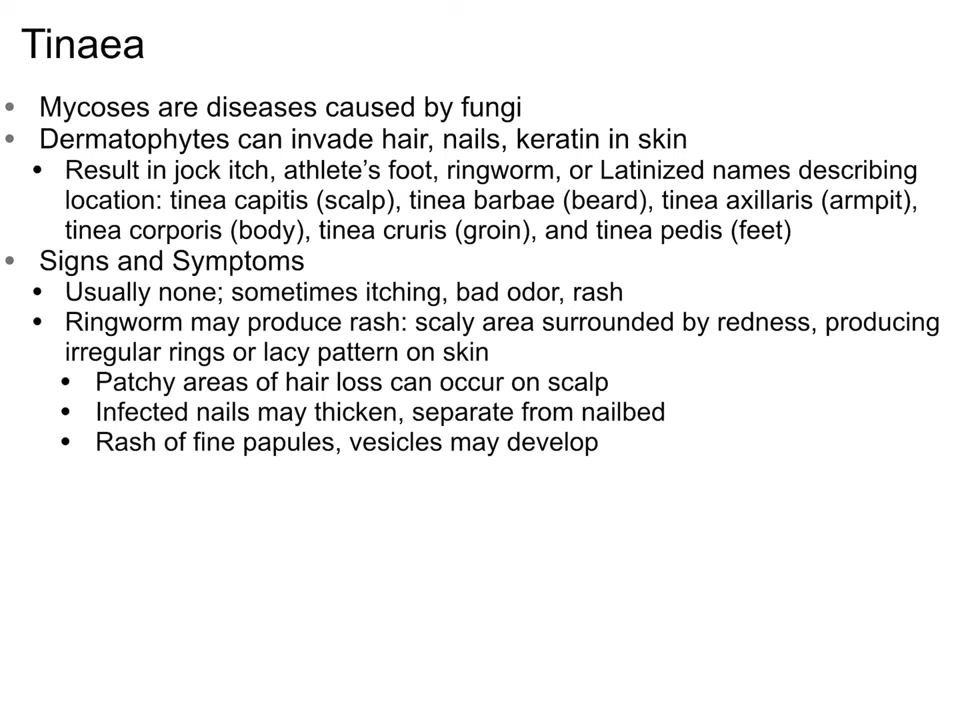 Tinaea
• Mycoses are diseases caused by fungi
• Dermatophytes can invade hair, nails, keratin in skin
• Result in jock itch, athlete’s foot, ringworm, or Latinized names describing
location: tinea capitis (scalp), tinea barbae (beard), tinea axillaris (armpit),
tinea corporis (body), tinea cruris (groin), and tinea pedis (feet)
• Signs and Symptoms
• Usually none; sometimes itching, bad odor, rash
• Ringworm may produce rash: scaly area surrounded by redness, producing
irregular rings or lacy pattern on skin
• Patchy areas of hair loss can occur on scalp
• Infected nails may thicken, separate from nailbed
• Rash of fine papules, vesicles may develop